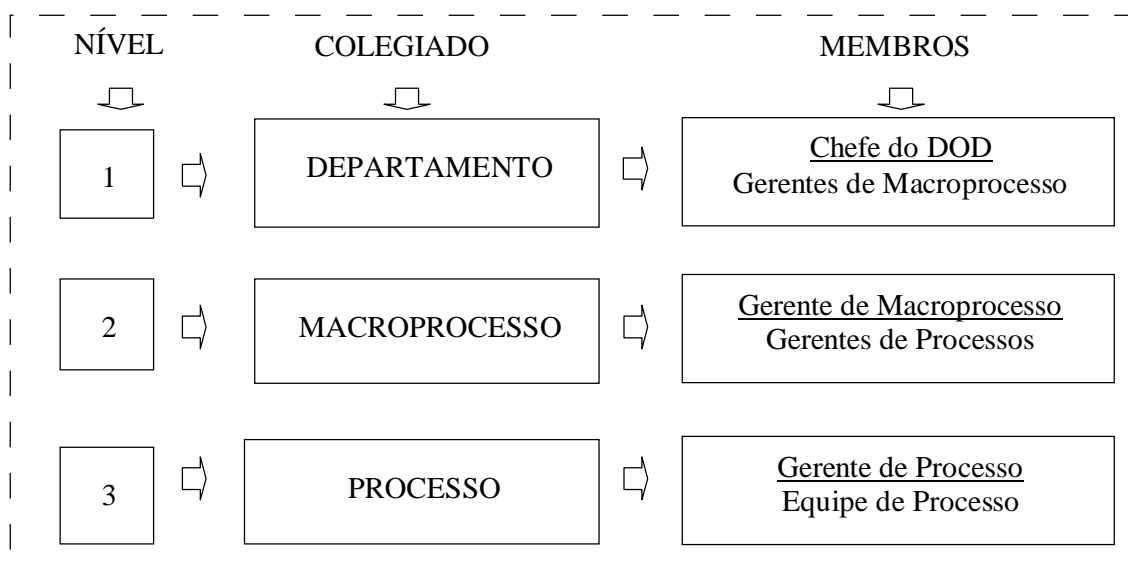 NÍVEL COLEGIADO MEMBROS
1 DEPARTAMENTO Chefe do DOD
Gerentes de Macroprocesso
2 MACROPROCESSO Gerente de Macroprocesso
Gerentes de Processos
3 PROCESSO Gerente de Processo
Equipe de Processo